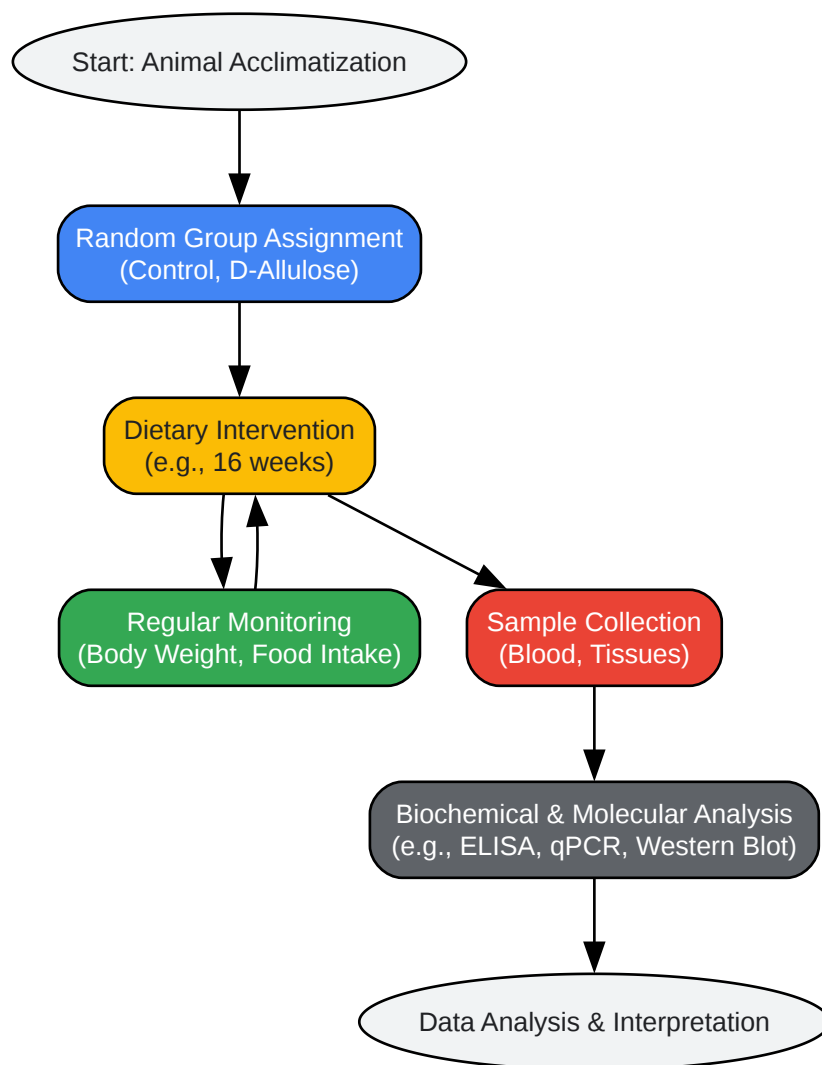 Start: Animal Acclimatization
Random Group Assignment
(Control, D-Allulose)
Dietary Intervention
(e.g., 16 weeks)
Regular Monitoring
(Body Weight, Food Intake)
Sample Collection
(Blood, Tissues)
Biochemical & Molecular Analysis
(e.g., ELISA, qPCR, Western Blot)
Data Analysis & Interpretation